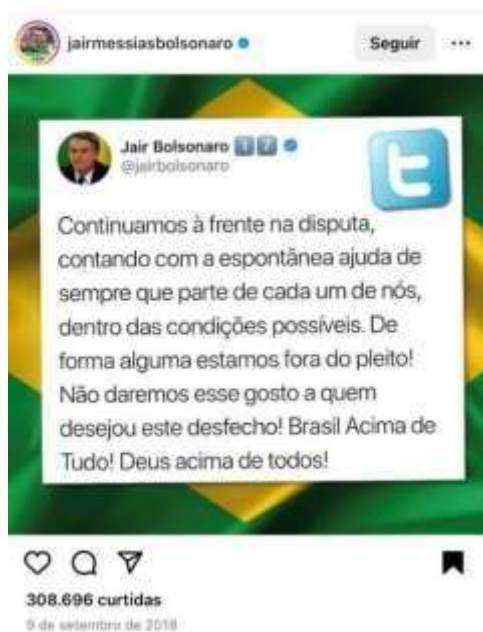 jairmessiasbolsonaro
Seguir
Jair Bolsonaro 1️⃣7️⃣
@jairbolsonaro
Continuamos à frente na disputa,
contando com a espontânea ajuda de
sempre que parte de cada um de nós,
dentro das condições possíveis. De
forma alguma estamos fora do pleito!
Não daremos esse gosto a quem
desejou este desfecho! Brasil Acima de
Tudo! Deus acima de todos!
308.696 curtidas
9 de setembro de 2018